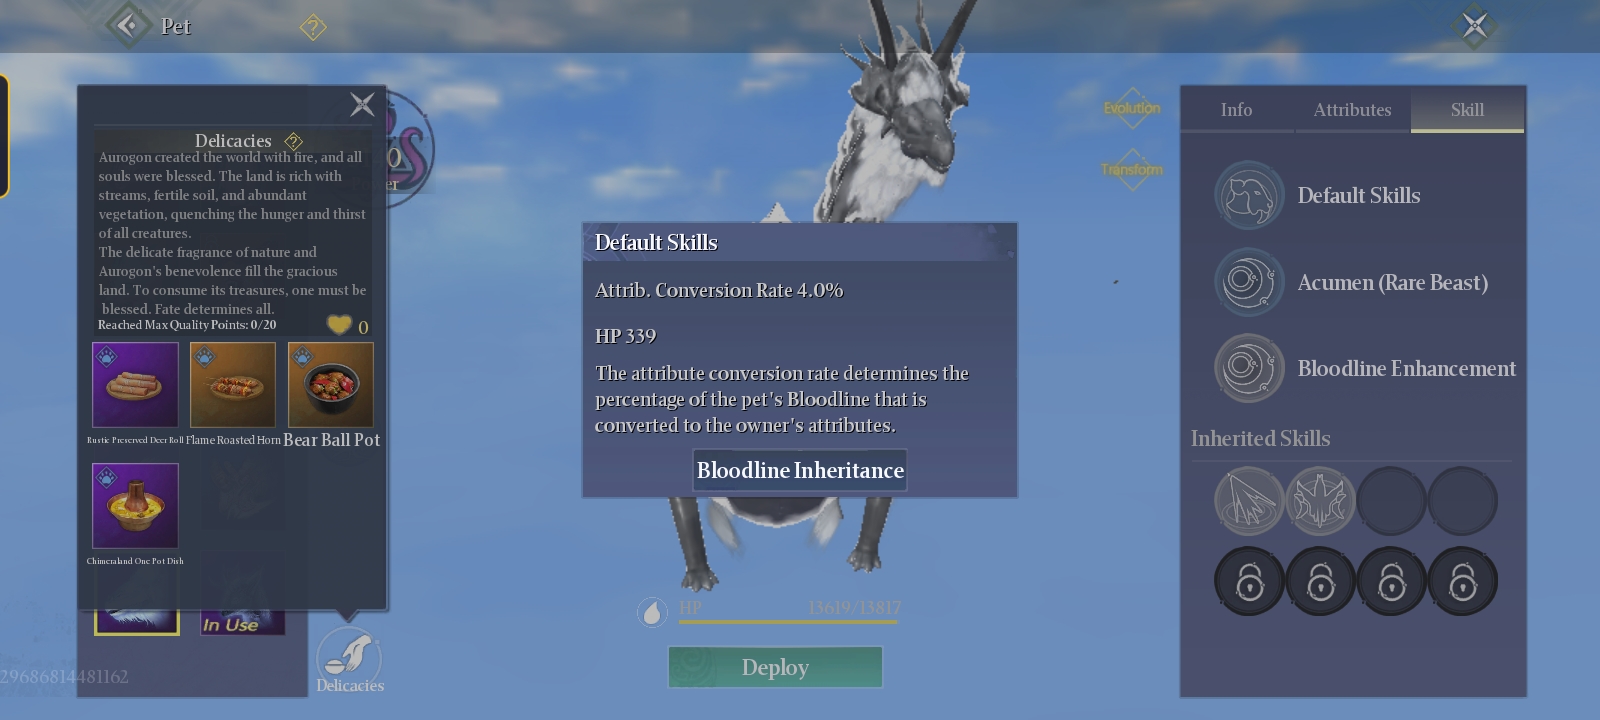 Pet
?
Delicacies ?
Aurogon created the world with fire, and all
souls were blessed. The land is rich with
streams, fertile soil, and abundant
vegetation, quenching the hunger and thirst
of all creatures.
The delicate fragrance of nature and
Aurogon's benevolence fill the gracious
land. To consume its treasures, one must be
blessed. Fate determines all.
Reached Max Quality Points: 0/20
0
Rustic Preserved Deer Roll
Flame Roasted Horn
Bear Ball Pot
Chimeraland One Pot Dish
In Use
29686814481162
Delicacies
Evolution
Transform
Default Skills
Attrib. Conversion Rate 4.0%
HP 339
The attribute conversion rate determines the
percentage of the pet's Bloodline that is
converted to the owner's attributes.
Bloodline Inheritance
HP 13619/13817
Deploy
Info Attributes Skill
Default Skills
Acumen (Rare Beast)
Bloodline Enhancement
Inherited Skills